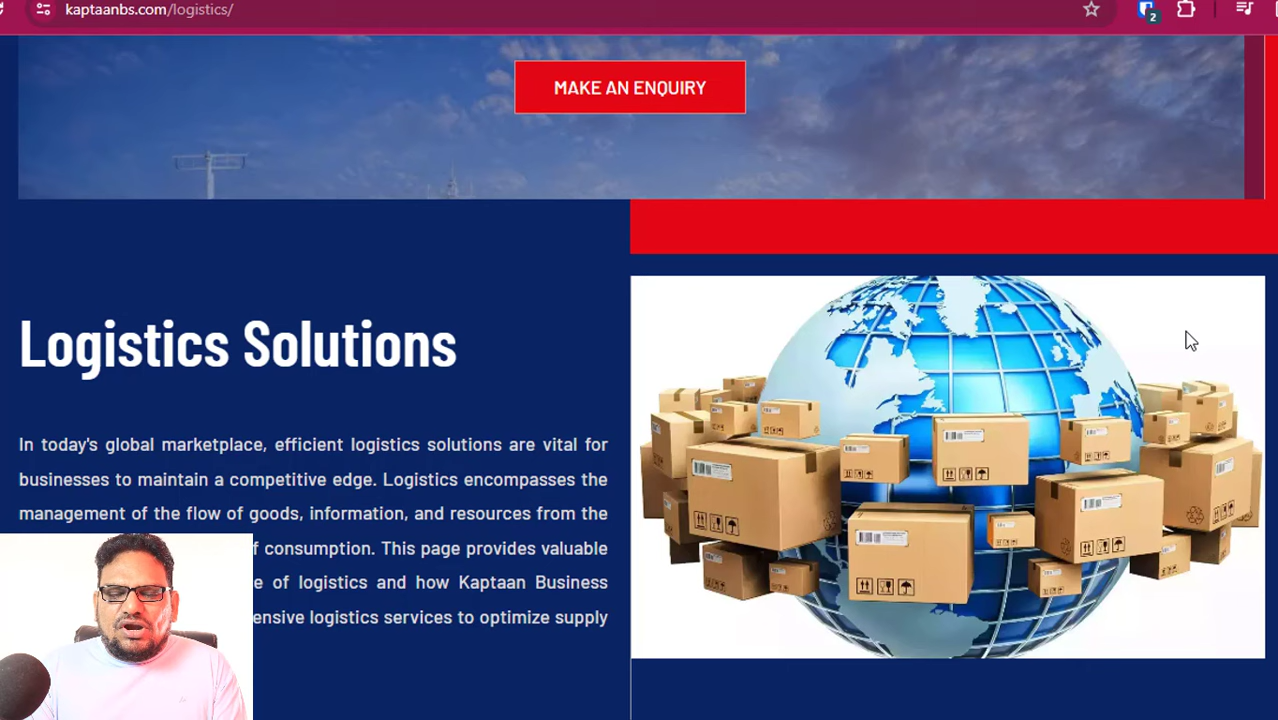 kaptaanbs.com/logistics/
2
MAKE AN ENQUIRY
Logistics Solutions
In today's global marketplace, efficient logistics solutions are vital for
businesses to maintain a competitive edge. Logistics encompasses the
management of the flow of goods, information, and resources from the
f consumption. This page provides valuable
e of logistics and how Kaptaan Business
ensive logistics services to optimize supply